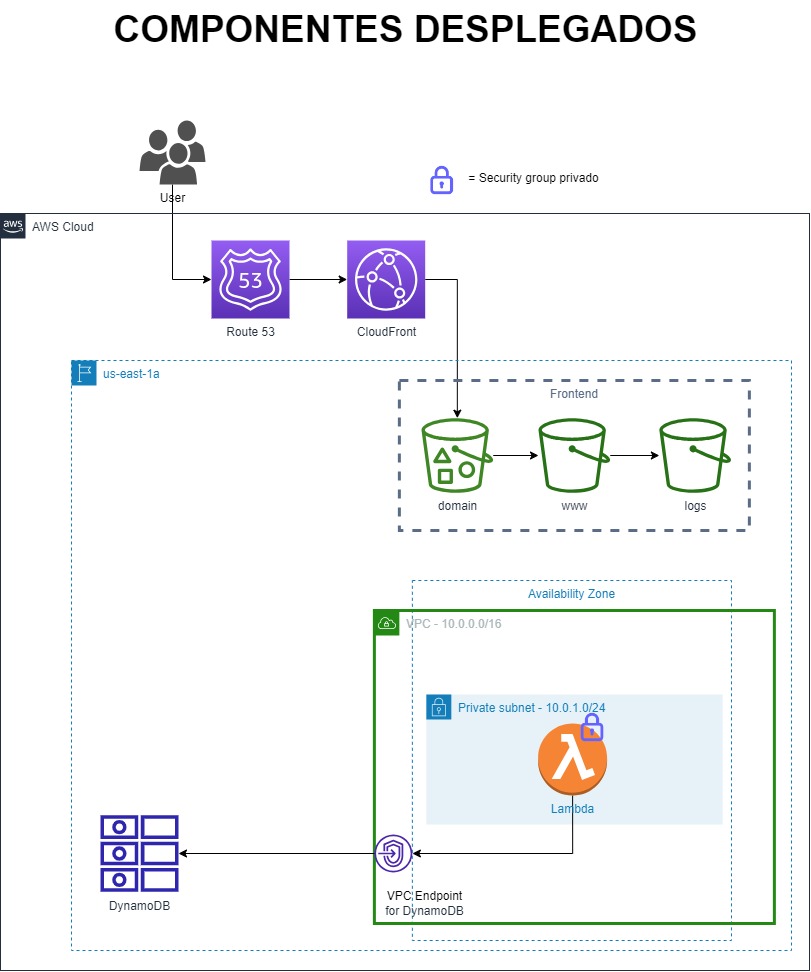 COMPONENTES DESPLEGADOS
= Security group privado
User
aws
AWS Cloud
53
Route 53
CloudFront
us-east-1a
Frontend
domain
www
logs
Availability Zone
VPC - 10.0.0.0/16
Private subnet - 10.0.1.0/24
λ
Lambda
DynamoDB
VPC Endpoint
for DynamoDB